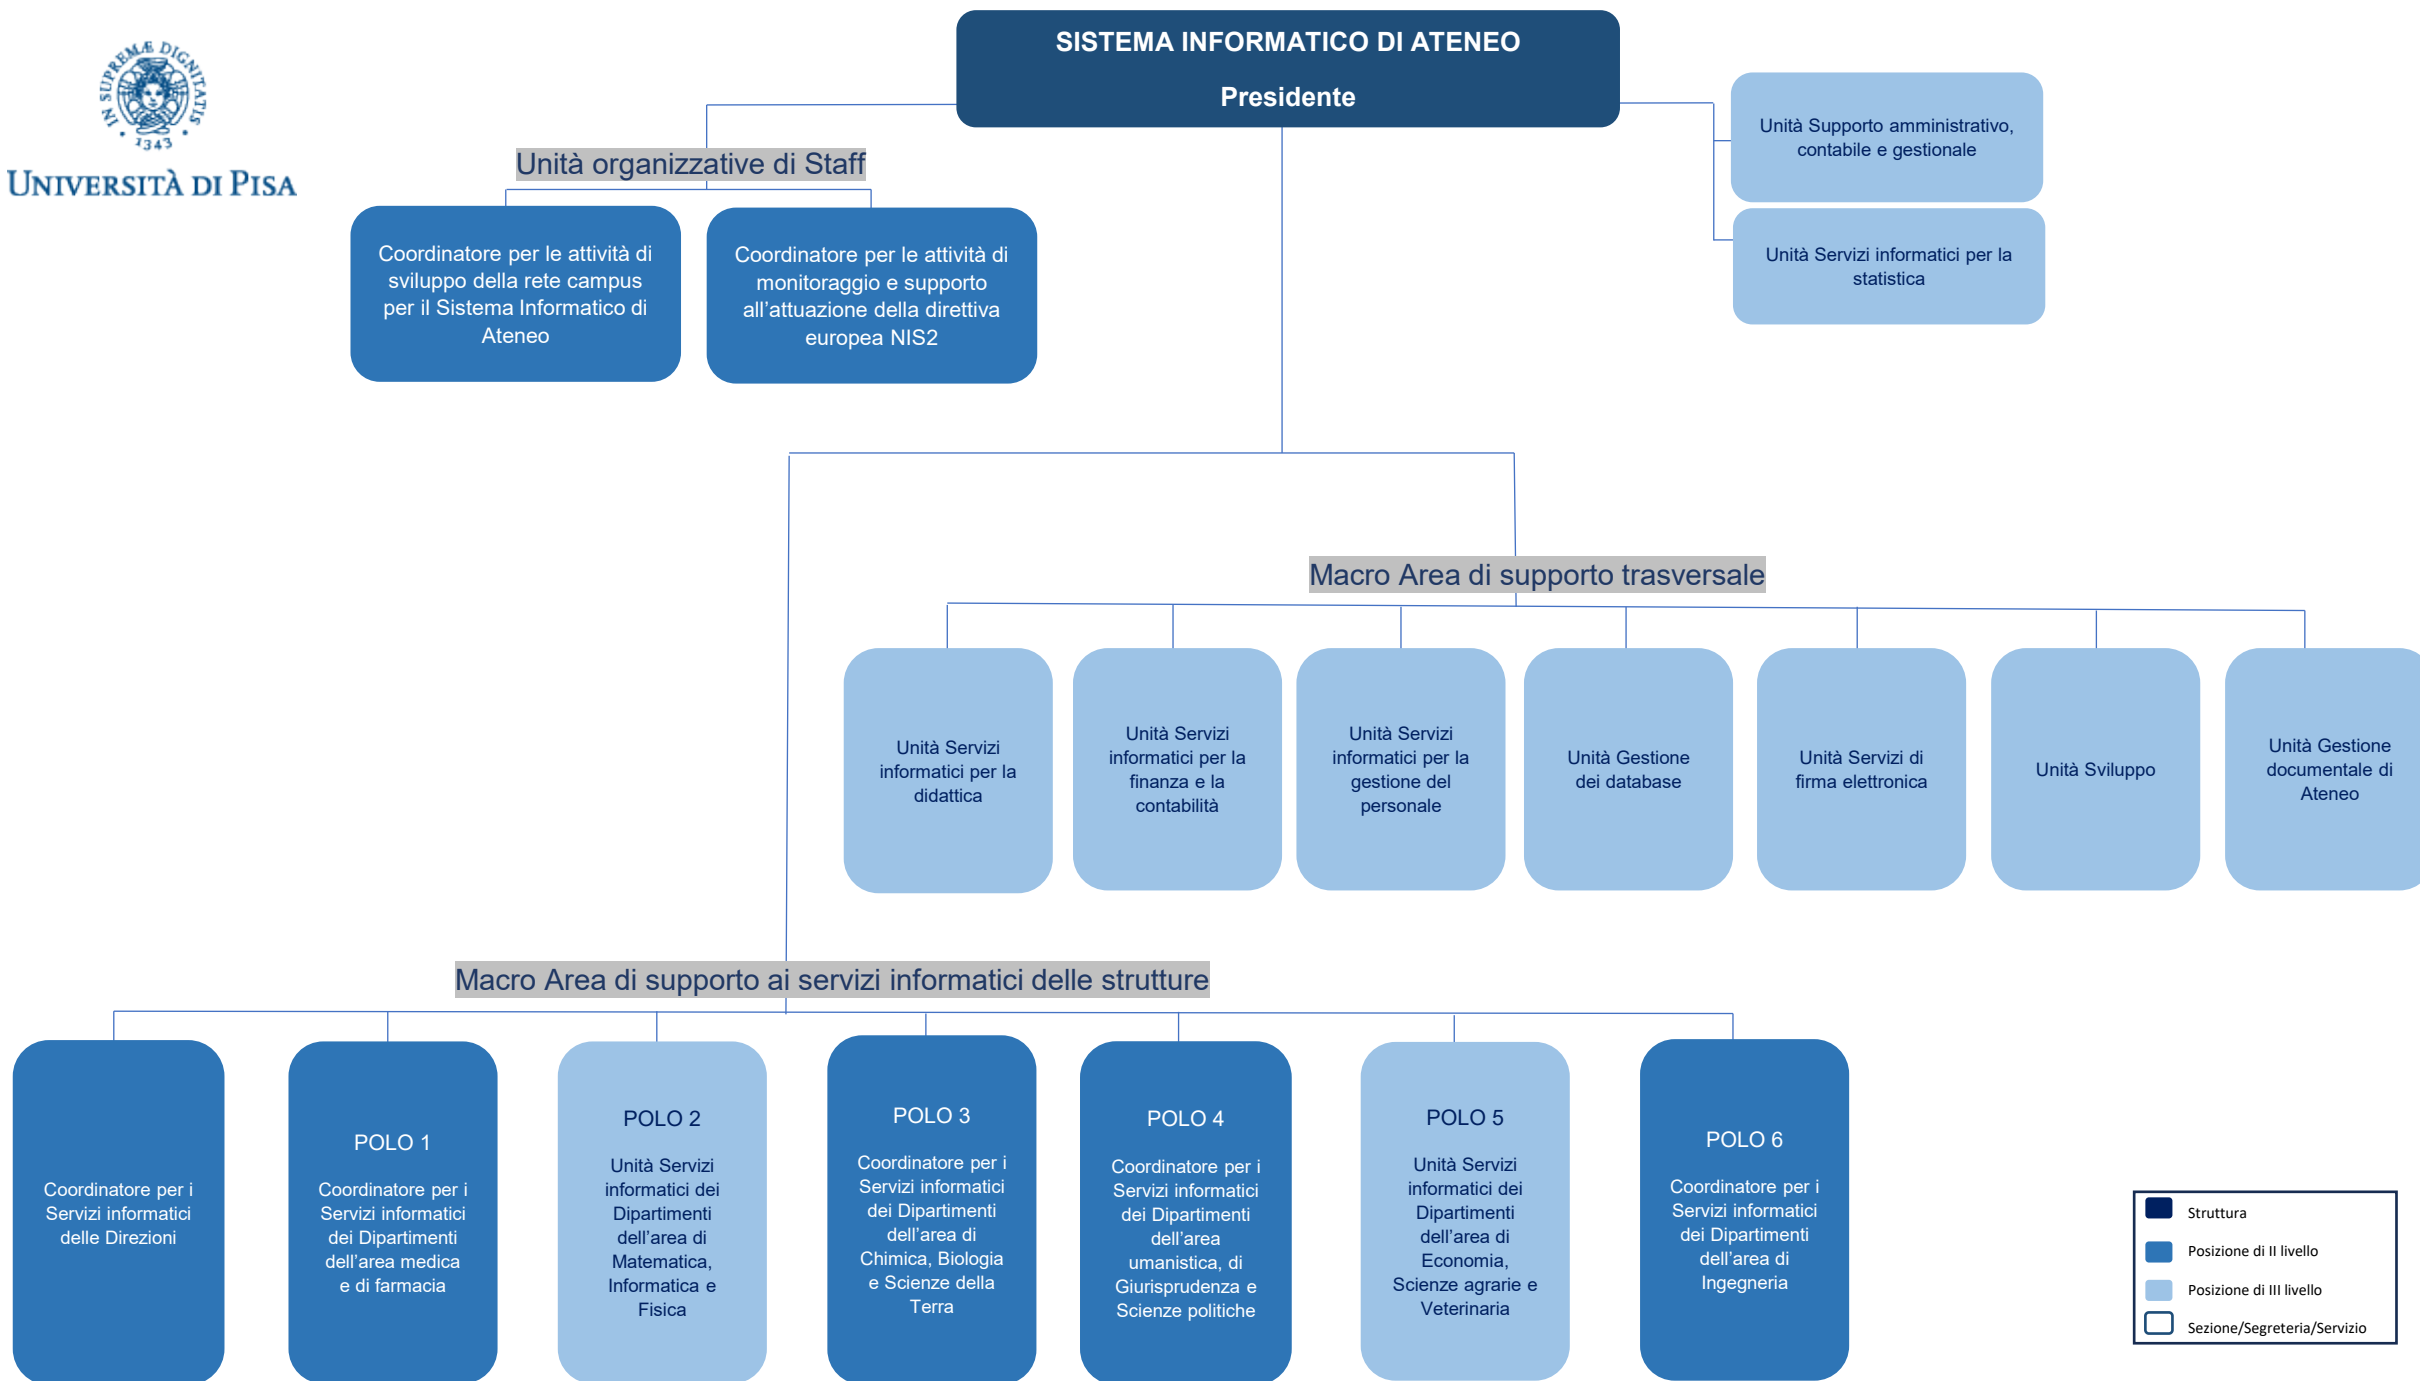 IN SUPREMÆ DIGNITATIS
1343
UNIVERSITÀ DI PISA
SISTEMA INFORMATICO DI ATENEO
Presidente
Unità Supporto amministrativo,
contabile e gestionale
Unità Servizi informatici per la
statistica
Unità organizzative di Staff
Coordinatore per le attività di
sviluppo della rete campus
per il Sistema Informatico di
Ateneo
Coordinatore per le attività di
monitoraggio e supporto
all’attuazione della direttiva
europea NIS2
Macro Area di supporto trasversale
Unità Servizi
informatici per la
didattica
Unità Servizi
informatici per la
finanza e la
contabilità
Unità Servizi
informatici per la
gestione del
personale
Unità Gestione
dei database
Unità Servizi di
firma elettronica
Unità Sviluppo
Unità Gestione
documentale di
Ateneo
Macro Area di supporto ai servizi informatici delle strutture
Coordinatore per i
Servizi informatici
delle Direzioni
POLO 1
Coordinatore per i
Servizi informatici
dei Dipartimenti
dell’area medica
e di farmacia
POLO 2
Unità Servizi
informatici dei
Dipartimenti
dell’area di
Matematica,
Informatica e
Fisica
POLO 3
Coordinatore per i
Servizi informatici
dei Dipartimenti
dell’area di
Chimica, Biologia
e Scienze della
Terra
POLO 4
Coordinatore per i
Servizi informatici
dei Dipartimenti
dell’area
umanistica, di
Giurisprudenza e
Scienze politiche
POLO 5
Unità Servizi
informatici dei
Dipartimenti
dell’area di
Economia,
Scienze agrarie e
Veterinaria
POLO 6
Coordinatore per i
Servizi informatici
dei Dipartimenti
dell’area di
Ingegneria
Struttura
Posizione di II livello
Posizione di III livello
Sezione/Segreteria/Servizio